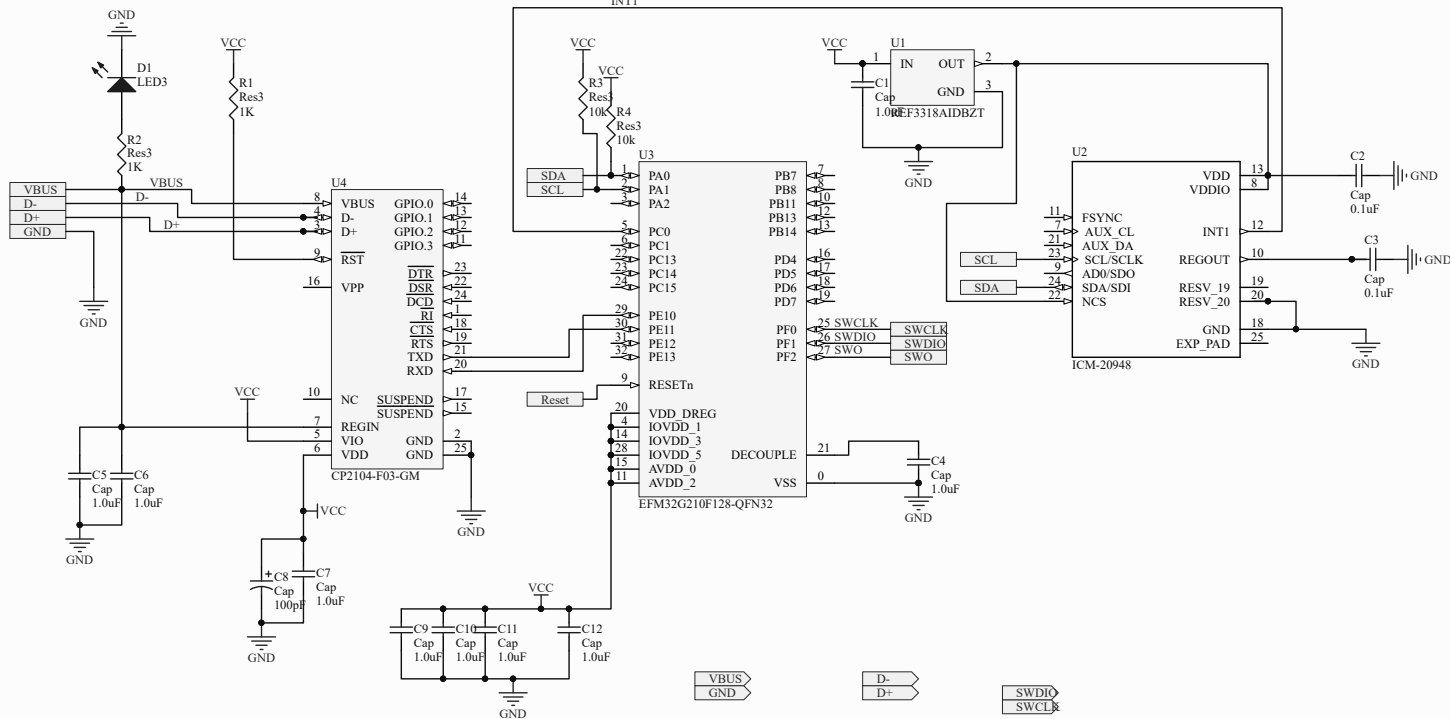 INT1
GND
D1
LED3
R2
Res3
1K
VCC
R1
Res3
1K
VBUS
D-
D+
GND
VBUS
D-
D+
GND
U4
8 VBUS GPIO.0 14
4 D- GPIO.1 13
3 D+ GPIO.2 12
GPIO.3 11
9 RST
DTR 23
16 VPP DSR 22
DCD 24
RI 1
CTS 18
RTS 19
TXD 21
RXD 20
10 NC SUSPEND 17
SUSPEND 15
7 REGIN
5 VIO GND 2
6 VDD GND 25
CP2104-F03-GM
VCC
C5
Cap
1.0uF
C6
Cap
1.0uF
GND
VCC
C8
Cap
100pF
C7
Cap
1.0uF
GND
GND
VCC
R3
Res3
10k
VCC
R4
Res3
10k
SDA
SCL
U3
1 PA0 PB7 7
2 PA1 PB8 8
3 PA2 PB11 10
PB13 12
5 PC0 PB14 13
6 PC1
22 PC13 PD4 16
23 PC14 PD5 17
24 PC15 PD6 18
PD7 19
29 PE10
30 PE11 PF0 25 SWCLK SWCLK
31 PE12 PF1 26 SWDIO SWDIO
32 PE13 PF2 27 SWO SWO
Reset 9 RESETn
20 VDD_DREG
4 IOVDD_1
14 IOVDD_3
28 IOVDD_5 DECOUPLE 21
15 AVDD_0
11 AVDD_2 VSS 0
EFM32G210F128-QFN32
C4
Cap
1.0uF
GND
VCC
C9
Cap
1.0uF
C10
Cap
1.0uF
C11
Cap
1.0uF
C12
Cap
1.0uF
GND
VCC
U1
1 IN OUT 2
GND 3
REF3318AIDBZT
C1
Cap
1.0uF
GND
U2
VDD 13
VDDIO 8
11 FSYNC
7 AUX_CL INT1 12
21 AUX_DA
SCL 23 SCL/SCLK REGOUT 10
9 AD0/SDO
SDA 24 SDA/SDI RESV_19 19
22 NCS RESV_20 20
GND 18
EXP_PAD 25
ICM-20948
C2
Cap
0.1uF
GND
C3
Cap
0.1uF
GND
GND
VBUS
GND
D-
D+
SWDIO
SWCLK